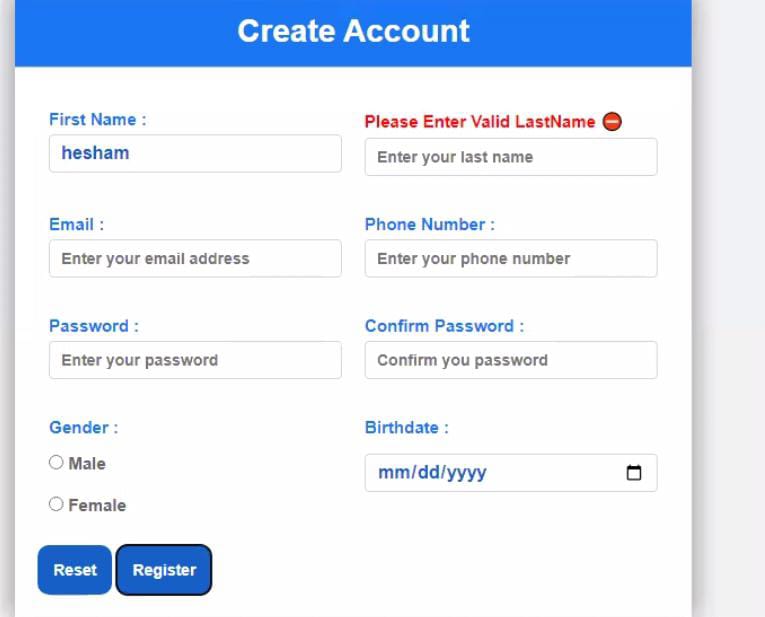 Create Account
First Name :
Please Enter Valid LastName ⛔
hesham
Enter your last name
Email :
Phone Number :
Enter your email address
Enter your phone number
Password :
Confirm Password :
Enter your password
Confirm you password
Gender :
Birthdate :
Male
mm/dd/yyyy
Female
Reset
Register